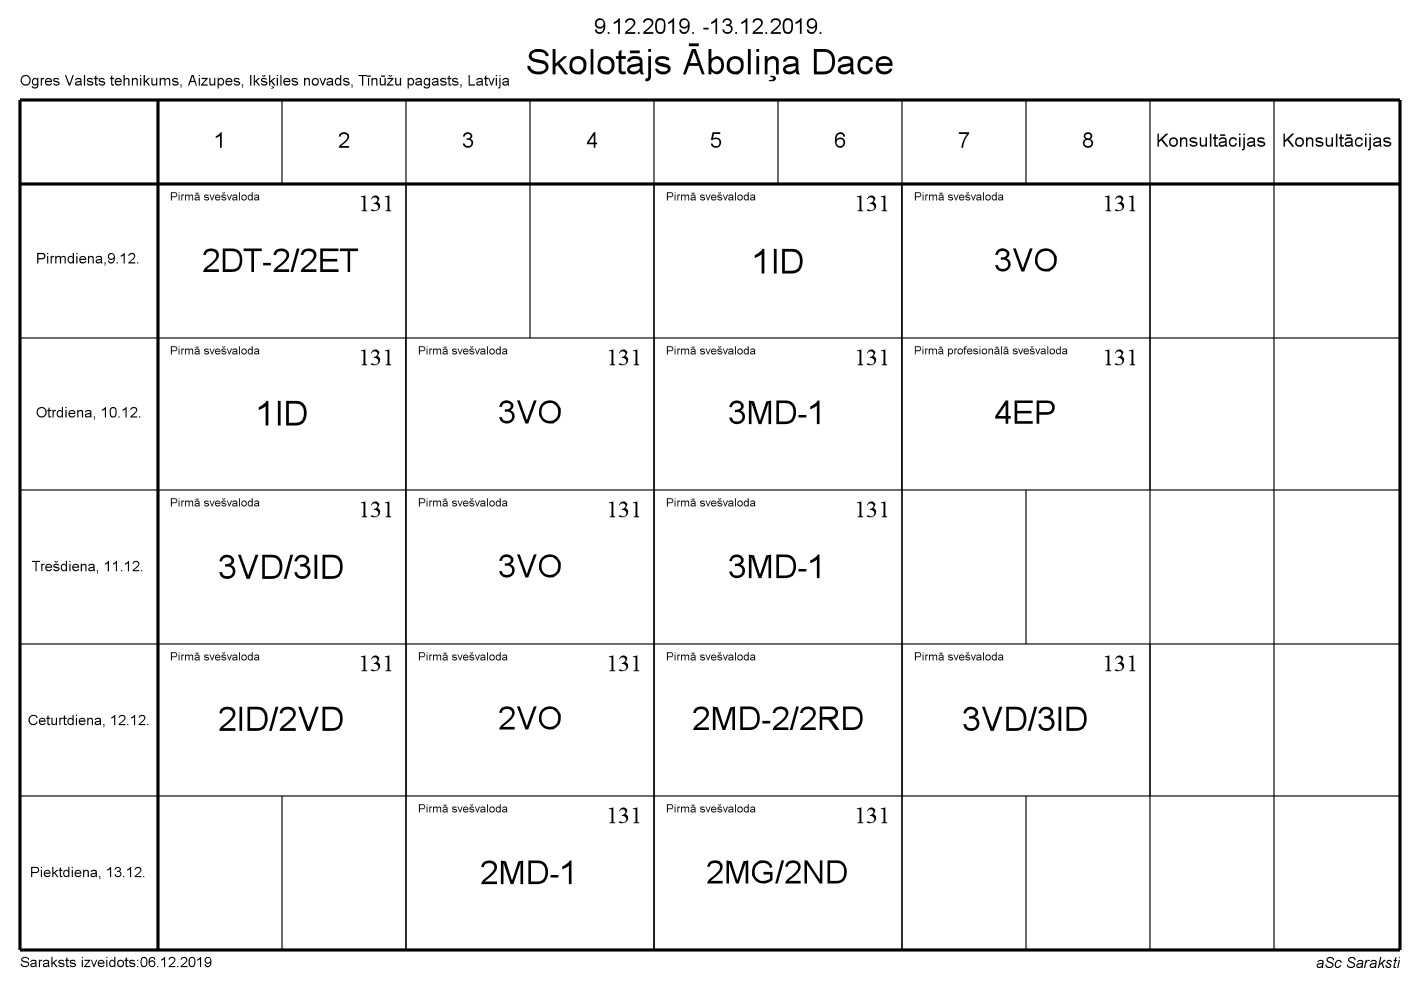 9.12.2019. -13.12.2019.
Skolotājs Āboliņa Dace
Ogres Valsts tehnikums, Aizupes, Ikšķiles novads, Tīnūžu pagasts, Latvija
1 2 3 4 5 6 7 8 Konsultācijas Konsultācijas
Pirmā svešvaloda 131 Pirmā svešvaloda 131 Pirmā svešvaloda 131
Pirmdiena,9.12. 2DT-2/2ET 1ID 3VO
Pirmā svešvaloda 131 Pirmā svešvaloda 131 Pirmā svešvaloda 131 Pirmā profesionālā svešvaloda 131
Otrdiena, 10.12. 1ID 3VO 3MD-1 4EP
Pirmā svešvaloda 131 Pirmā svešvaloda 131 Pirmā svešvaloda 131
Trešdiena, 11.12. 3VD/3ID 3VO 3MD-1
Pirmā svešvaloda 131 Pirmā svešvaloda 131 Pirmā svešvaloda Pirmā svešvaloda 131
Ceturtdiena, 12.12. 2ID/2VD 2VO 2MD-2/2RD 3VD/3ID
Pirmā svešvaloda 131 Pirmā svešvaloda 131
Piektdiena, 13.12. 2MD-1 2MG/2ND
Saraksts izveidots:06.12.2019 aSc Saraksti